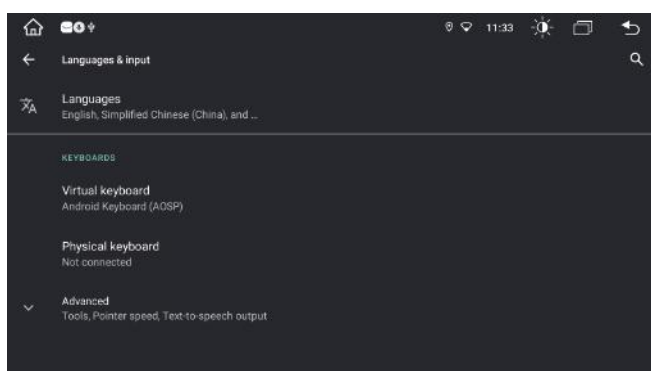 11:33
Languages & input
Languages
English, Simplified Chinese (China), and ...
KEYBOARDS
Virtual keyboard
Android Keyboard (AOSP)
Physical keyboard
Not connected
Advanced
Tools, Pointer speed, Text-to-speech output